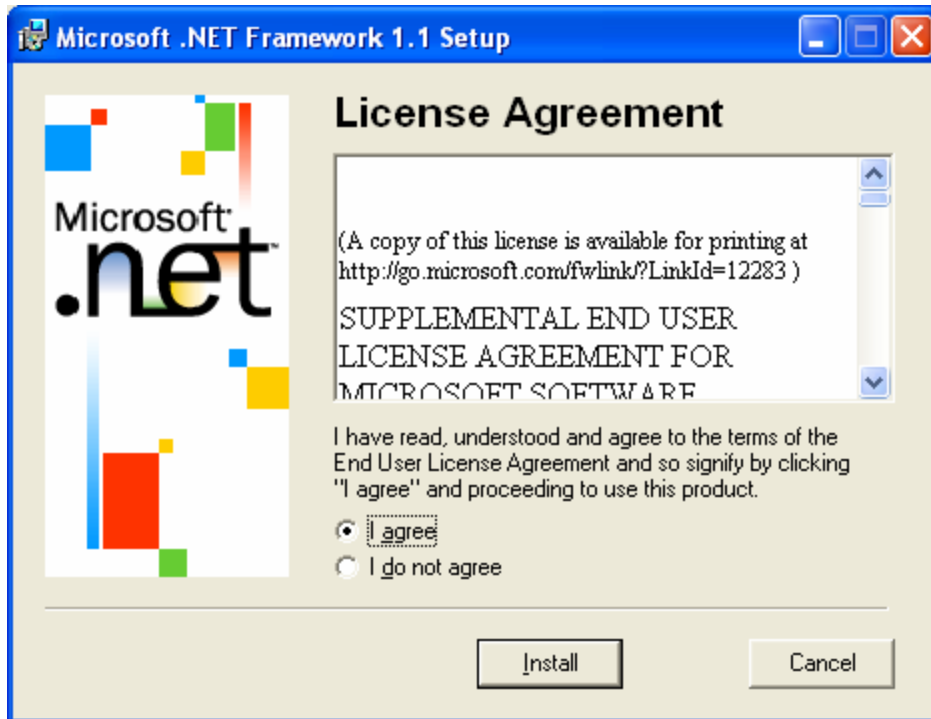 Microsoft .NET Framework 1.1 Setup
License Agreement
Microsoft
.net™
(A copy of this license is available for printing at
http://go.microsoft.com/fwlink/?LinkId=12283 )
SUPPLEMENTAL END USER
LICENSE AGREEMENT FOR
MICROSOFT SOFTWARE
I have read, understood and agree to the terms of the
End User License Agreement and so signify by clicking
"I agree" and proceeding to use this product.
I agree
I do not agree
Install
Cancel